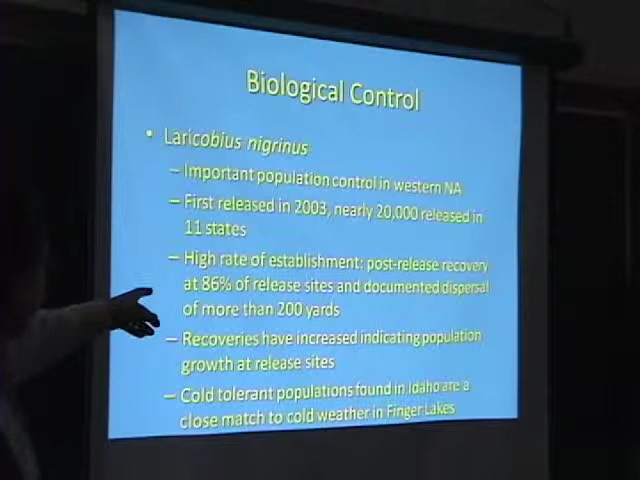 Biological Control
• Laricobius nigrinus
– Important population control in western NA
– First released in 2003, nearly 20,000 released in
11 states
– High rate of establishment: post-release recovery
at 86% of release sites and documented dispersal
of more than 200 yards
– Recoveries have increased indicating population
growth at release sites
– Cold tolerant populations found in Idaho are a
close match to cold weather in Finger Lakes